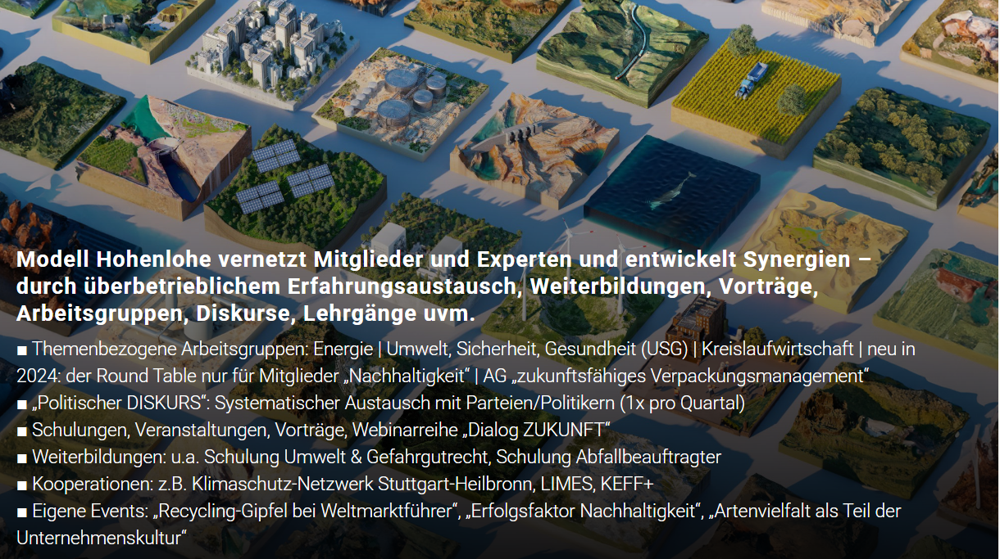 Modell Hohenlohe vernetzt Mitglieder und Experten und entwickelt Synergien –
durch überbetrieblichem Erfahrungsaustausch, Weiterbildungen, Vorträge,
Arbeitsgruppen, Diskurse, Lehrgänge uvm.
■ Themenbezogene Arbeitsgruppen: Energie | Umwelt, Sicherheit, Gesundheit (USG) | Kreislaufwirtschaft | neu in
2024: der Round Table nur für Mitglieder „Nachhaltigkeit“ | AG „zukunftsfähiges Verpackungsmanagement“
■ „Politischer DISKURS“: Systematischer Austausch mit Parteien/Politikern (1x pro Quartal)
■ Schulungen, Veranstaltungen, Vorträge, Webinarreihe „Dialog ZUKUNFT“
■ Weiterbildungen: u.a. Schulung Umwelt & Gefahrgutrecht, Schulung Abfallbeauftragter
■ Kooperationen: z.B. Klimaschutz-Netzwerk Stuttgart-Heilbronn, LIMES, KEFF+
■ Eigene Events: „Recycling-Gipfel bei Weltmarktführer“, „Erfolgsfaktor Nachhaltigkeit“, „Artenvielfalt als Teil der
Unternehmenskultur“